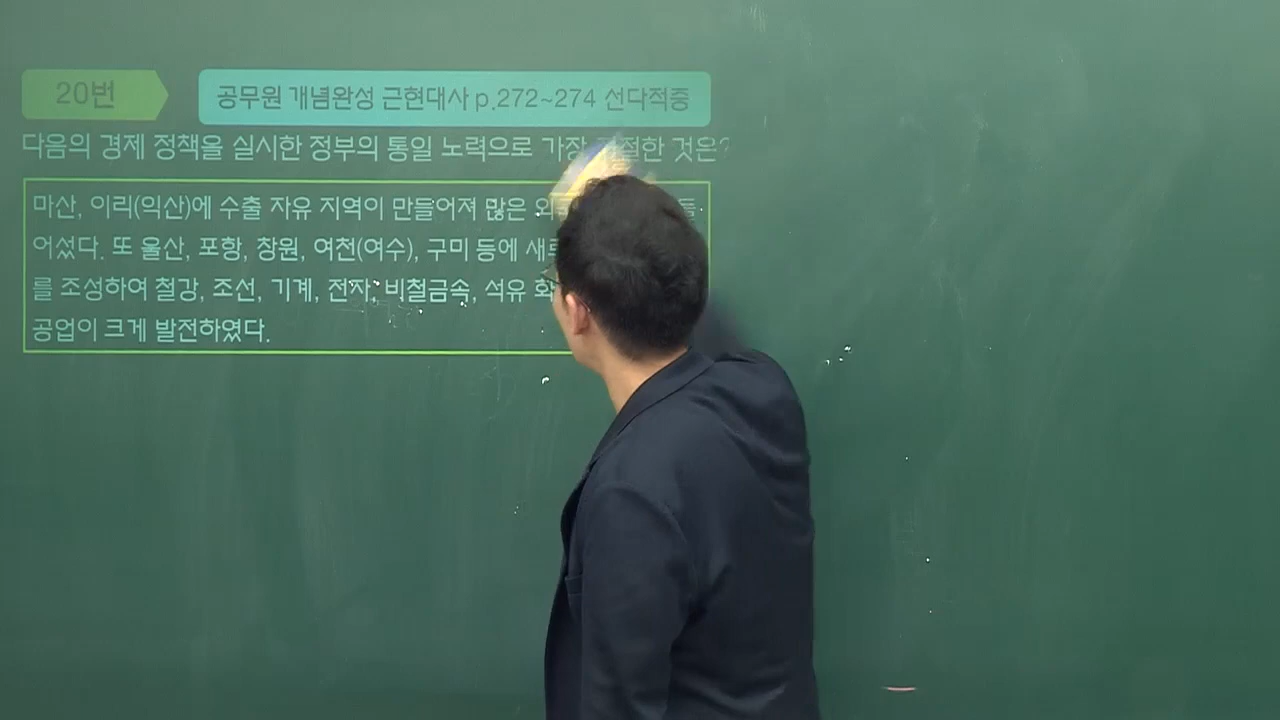 20번
공무원 개념완성 근현대사 p.272~274 선다적중
다음의 경제 정책을 실시한 정부의 통일 노력으로 가장 한 것은?
마산, 이리(익산)에 수출 자유 지역이 만들어져 많은 들
어섰다. 또 울산, 포항, 창원, 여천(여수), 구미 등에
를 조성하여 철강, 조선, 기계, 전자, 비철금속, 석유
공업이 크게 발전하였다.